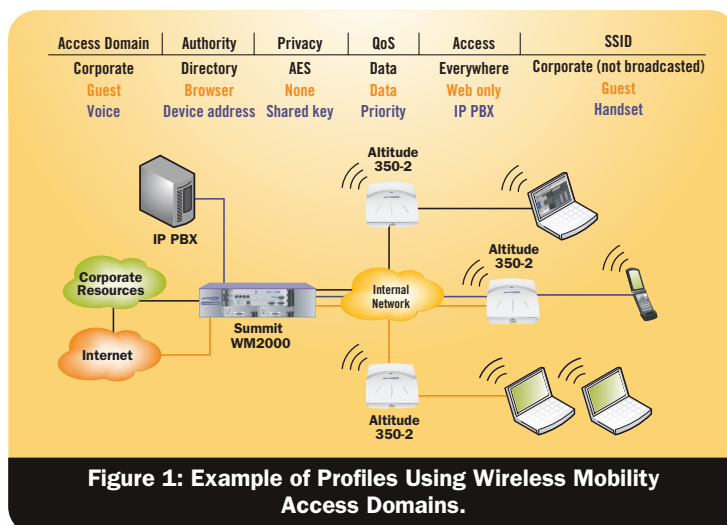 Access Domain Authority Privacy QoS Access SSID
Corporate Directory AES Data Everywhere Corporate (not broadcasted)
Guest Browser None Data Web only Guest
Voice Device address Shared key Priority IP PBX Handset
Altitude
350-2
IP PBX
Altitude
350-2
Corporate
Resources
Internal
Network
Summit
WM2000
Internet
Altitude
350-2
Figure 1: Example of Profiles Using Wireless Mobility
Access Domains.